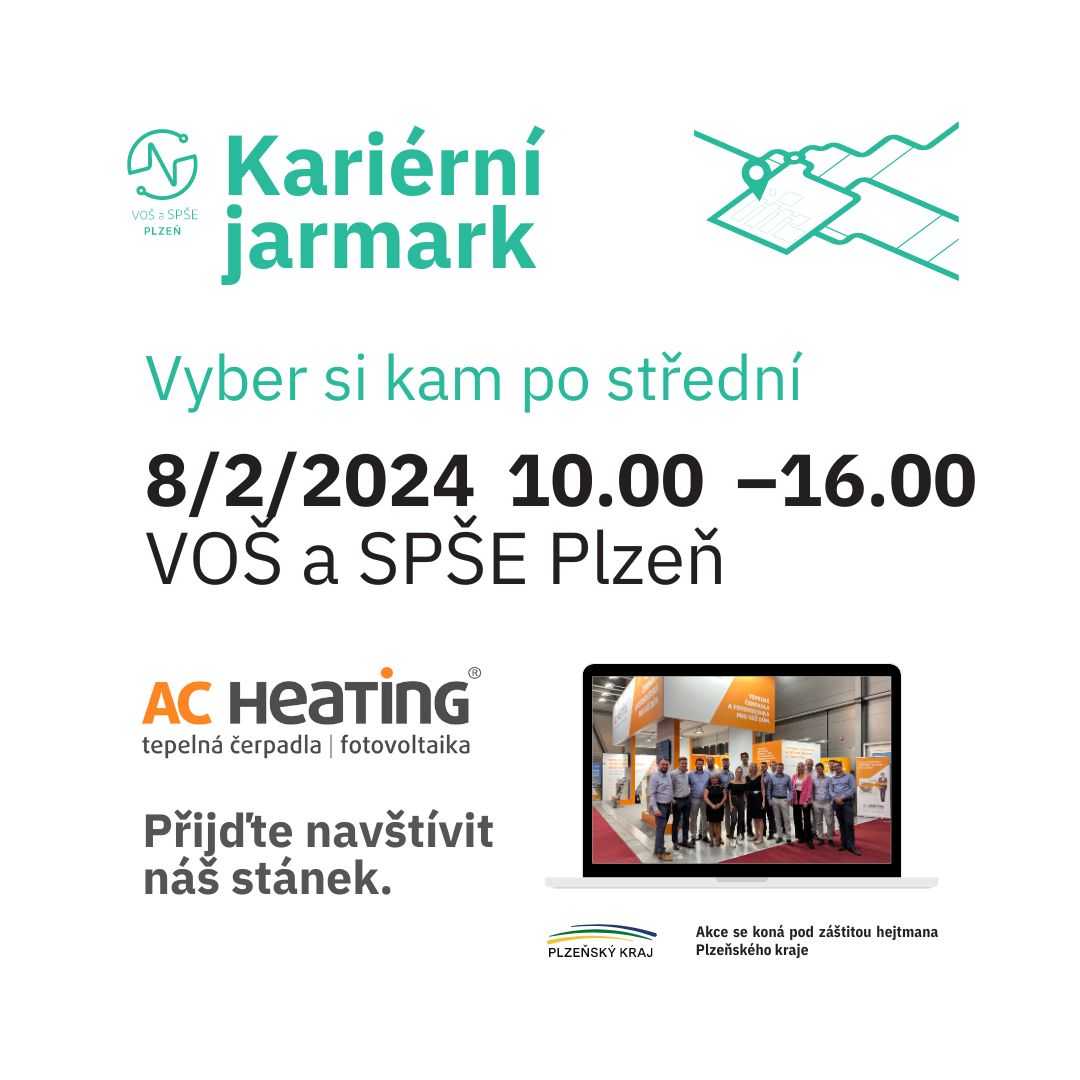 VOŠ a SPŠE
PLZEŇ
Kariérní
jarmark
Vyber si kam po střední
8/2/2024 10.00 –16.00
VOŠ a SPŠE Plzeň
AC HEATING®
tepelná čerpadla | fotovoltaika
Přijďte navštívit
náš stánek.
TEPELNÁ
ČERPADLA
A FOTOVOLTAIKA
PRO VÁŠ DŮM.
AC HEATING
PLZEŇSKÝ KRAJ
Akce se koná pod záštitou hejtmana
Plzeňského kraje